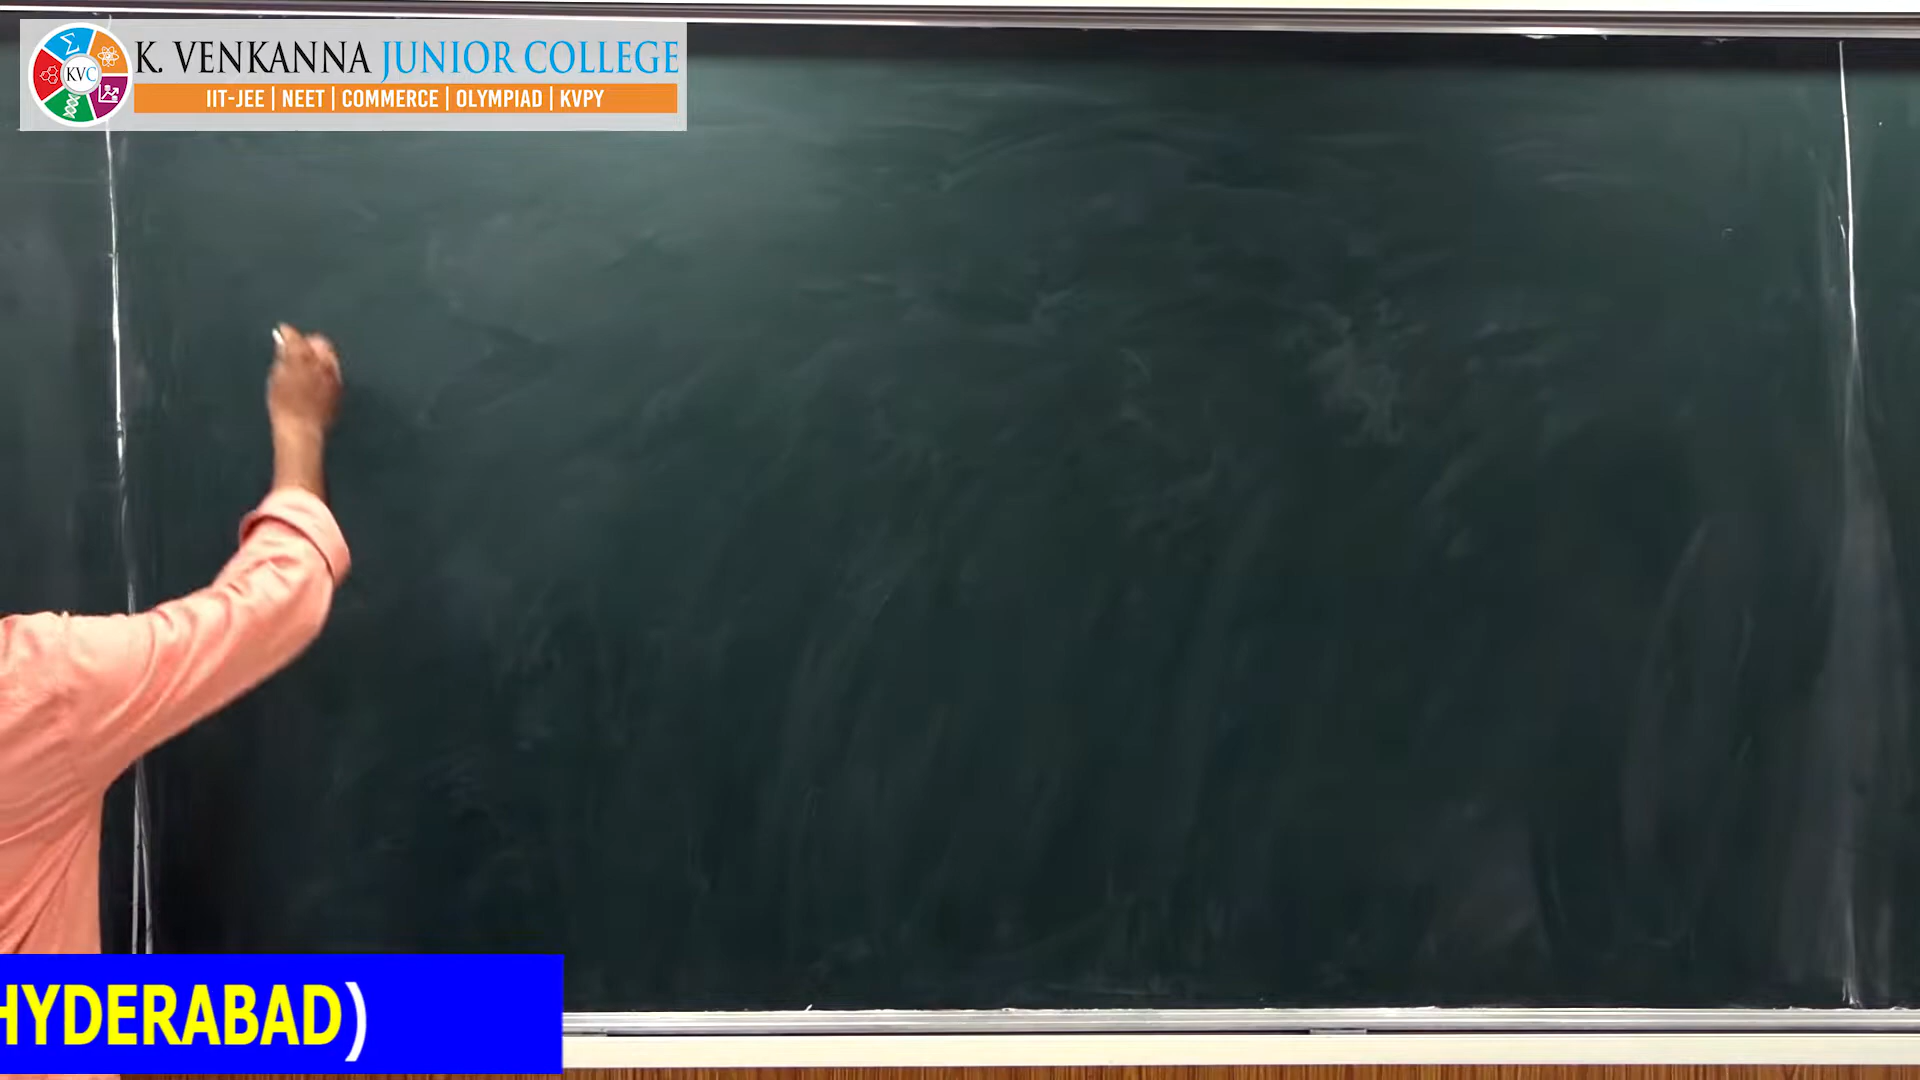 KVC
K. VENKANNA JUNIOR COLLEGE
IIT-JEE | NEET | COMMERCE | OLYMPIAD | KVPY
HYDERABAD)